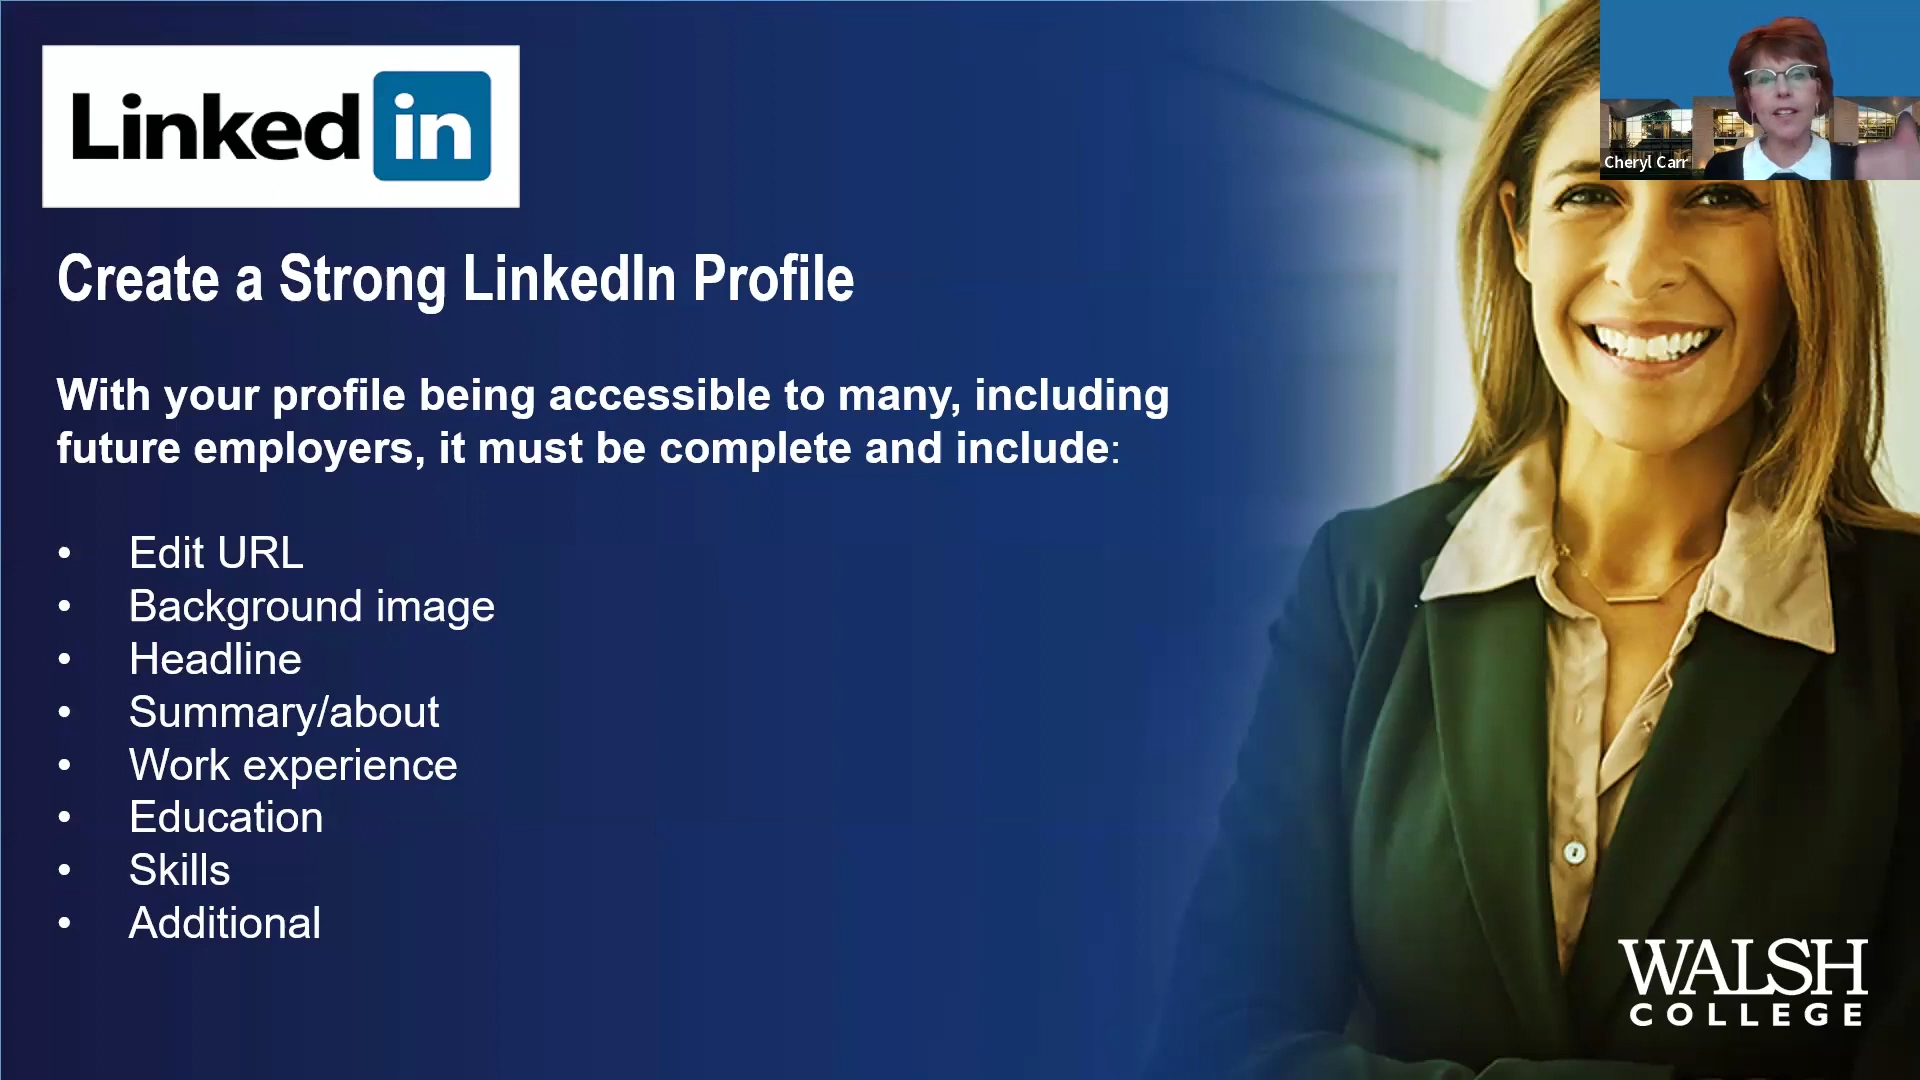 Linked in
Cheryl Carr
Create a Strong LinkedIn Profile
With your profile being accessible to many, including
future employers, it must be complete and include:
• Edit URL
• Background image
• Headline
• Summary/about
• Work experience
• Education
• Skills
• Additional
WALSH
COLLEGE